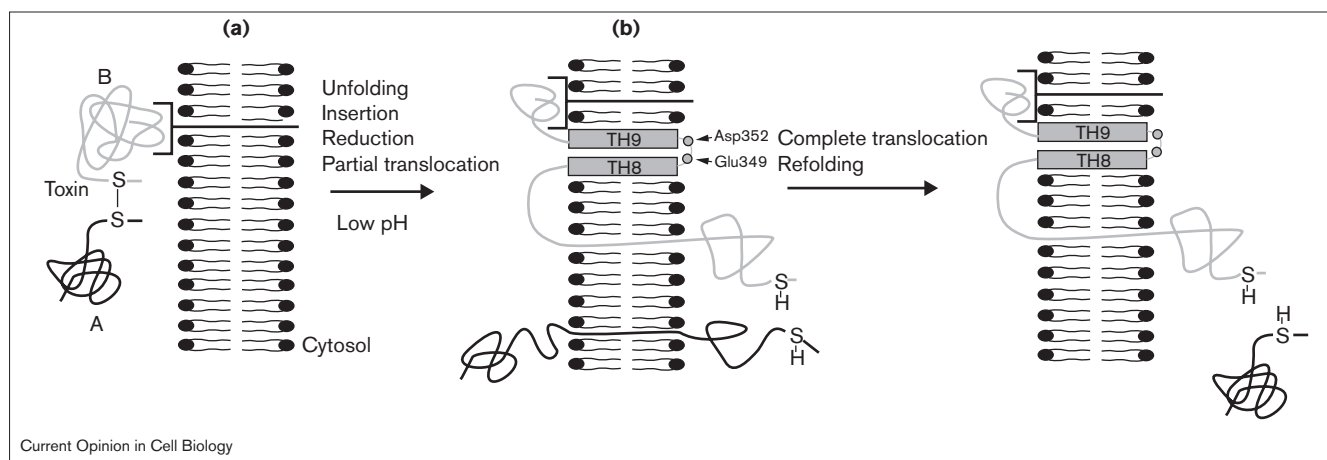 (a)
B
Toxin
S
S
A
Cytosol
Unfolding
Insertion
Reduction
Partial translocation
Low pH
(b)
TH9
TH8
Asp352
Glu349
S
H
S
H
Complete translocation
Refolding
TH9
TH8
S
H
H
S
Current Opinion in Cell Biology